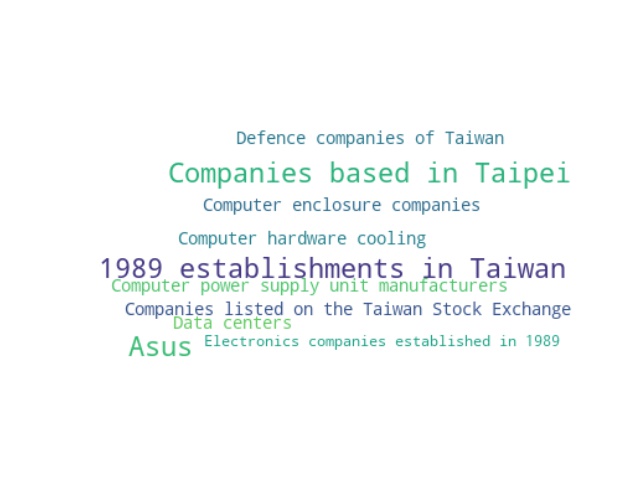 Defence companies of Taiwan
Companies based in Taipei
Computer enclosure companies
Computer hardware cooling
1989 establishments in Taiwan
Computer power supply unit manufacturers
Companies listed on the Taiwan Stock Exchange
Data centers
Electronics companies established in 1989
Asus